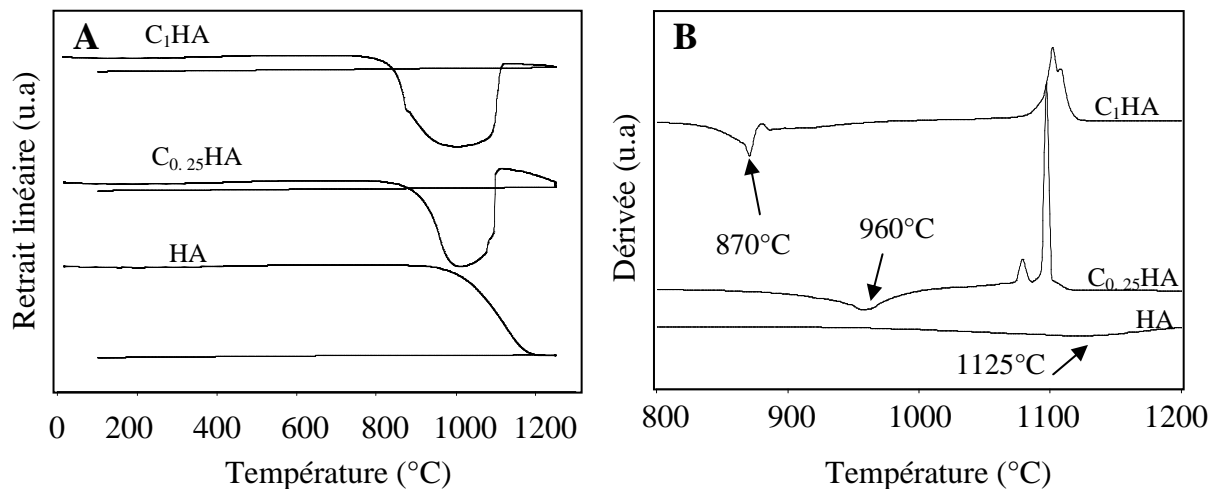 A
C₁HA
C₀.₂₅HA
HA
Retrait linéaire (u.a)
0 200 400 600 800 1000 1200
Température (°C)
B
C₁HA
870°C
960°C
C₀.₂₅HA
HA
1125°C
Dérivée (u.a)
800 900 1000 1100 1200
Température (°C)